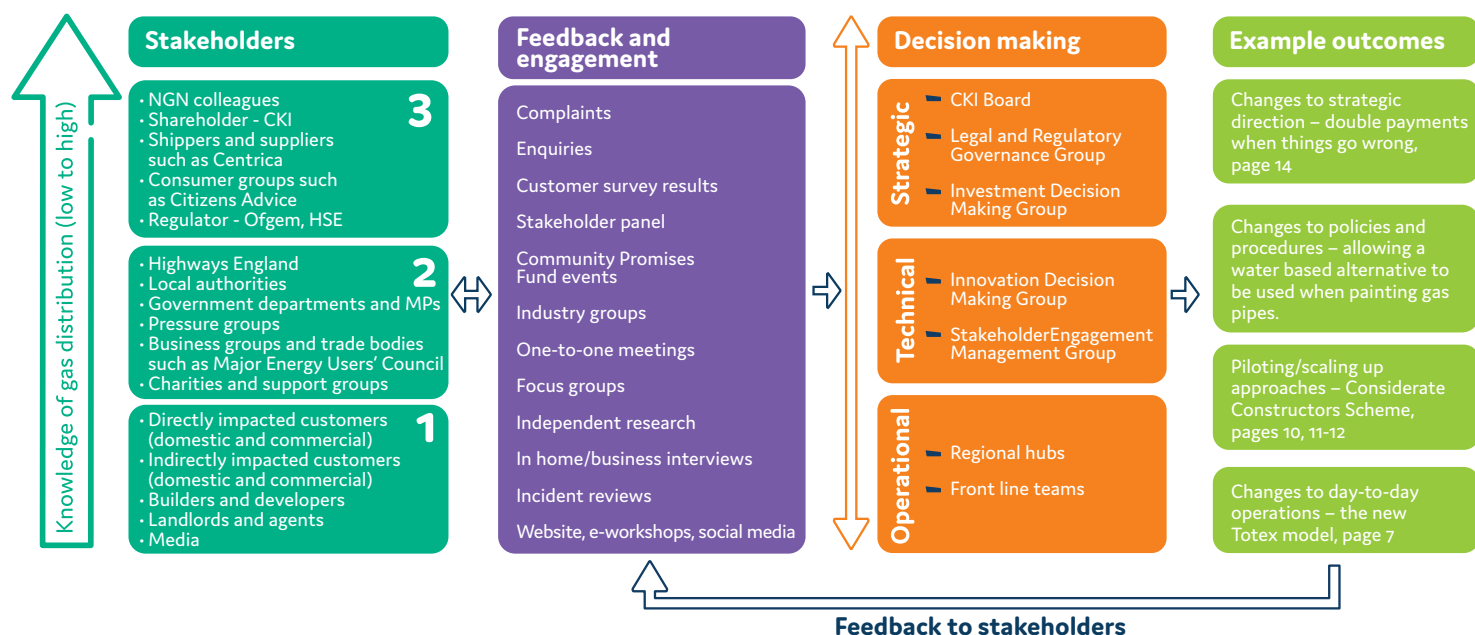 Knowledge of gas distribution (low to high)
Stakeholders
3
• NGN colleagues
• Shareholder - CKI
• Shippers and suppliers
such as Centrica
• Consumer groups such
as Citizens Advice
• Regulator - Ofgem, HSE
2
• Highways England
• Local authorities
• Government departments and MPs
• Pressure groups
• Business groups and trade bodies
such as Major Energy Users' Council
• Charities and support groups
1
• Directly impacted customers
(domestic and commercial)
• Indirectly impacted customers
(domestic and commercial)
• Builders and developers
• Landlords and agents
• Media
Feedback and
engagement
Complaints
Enquiries
Customer survey results
Stakeholder panel
Community Promises
Fund events
Industry groups
One-to-one meetings
Focus groups
Independent research
In home/business interviews
Incident reviews
Website, e-workshops, social media
Decision making
Strategic
CKI Board
Legal and Regulatory
Governance Group
Investment Decision
Making Group
Technical
Innovation Decision
Making Group
StakeholderEngagement
Management Group
Operational
Regional hubs
Front line teams
Example outcomes
Changes to strategic
direction – double payments
when things go wrong,
page 14
Changes to policies and
procedures – allowing a
water based alternative to
be used when painting gas
pipes.
Piloting/scaling up
approaches – Considerate
Constructors Scheme,
pages 10, 11-12
Changes to day-to-day
operations – the new
Totex model, page 7
Feedback to stakeholders